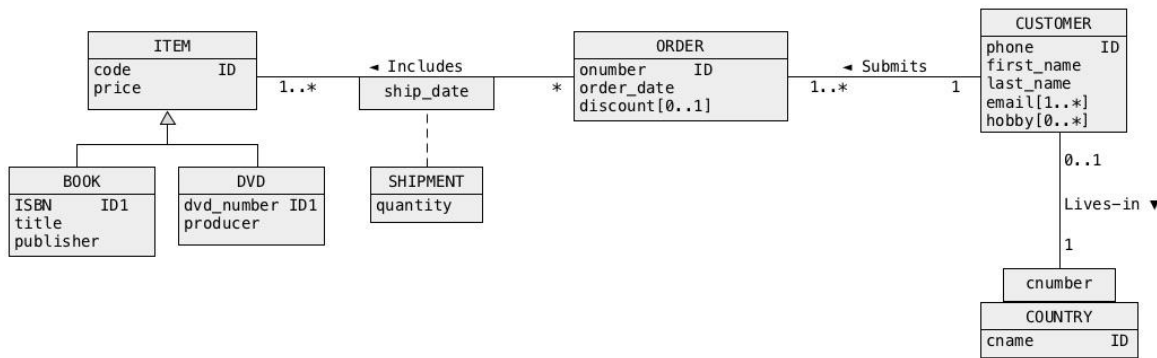 ITEM
code ID
price
◄ Includes
1..*
ship_date
*
ORDER
onumber ID
order_date
discount[0..1]
◄ Submits
1..*
1
CUSTOMER
phone ID
first_name
last_name
email[1..*]
hobby[0..*]
BOOK
ISBN ID1
title
publisher
DVD
dvd_number ID1
producer
SHIPMENT
quantity
0..1
Lives-in ▼
1
cnumber
COUNTRY
cname ID